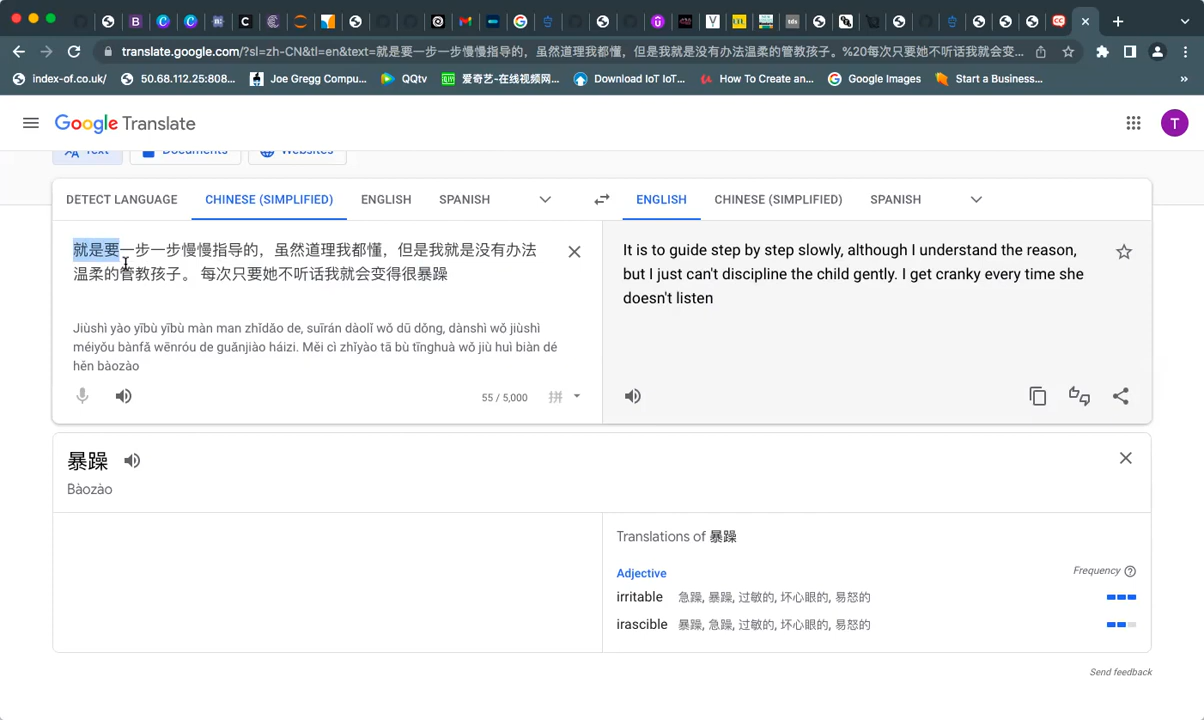 translate.google.com/?sl=zh-CN&tl=en&text=就是要一步一步慢慢指导的，虽然道理我都懂，但是我就是没有办法温柔的管教孩子。%20每次只要她不听话我就会变...
index-of.co.uk/ 50.68.112.25:808... Joe Gregg Compu... QQtv 爱奇艺-在线视频网... Download IoT IoT... How To Create an... Google Images Start a Business... »
Google Translate
T
Text Documents Websites
DETECT LANGUAGE CHINESE (SIMPLIFIED) ENGLISH SPANISH
ENGLISH CHINESE (SIMPLIFIED) SPANISH
就是要一步一步慢慢指导的，虽然道理我都懂，但是我就是没有办法
温柔的管教孩子。 每次只要她不听话我就会变得很暴躁
Jiùshì yào yībù yībù màn man zhǐdǎo de, suīrán dàolǐ wǒ dū dǒng, dànshì wǒ jiùshì
méiyǒu bànfǎ wēnróu de guǎnjiào háizi. Měi cì zhǐyào tā bù tīnghuà wǒ jiù huì biàn dé
hěn bàozào
55 / 5,000 拼
It is to guide step by step slowly, although I understand the reason,
but I just can't discipline the child gently. I get cranky every time she
doesn't listen
暴躁
Bàozào
Translations of 暴躁
Adjective Frequency
irritable 急躁, 暴躁, 过敏的, 坏心眼的, 易怒的
irascible 暴躁, 急躁, 过敏的, 坏心眼的, 易怒的
Send feedback